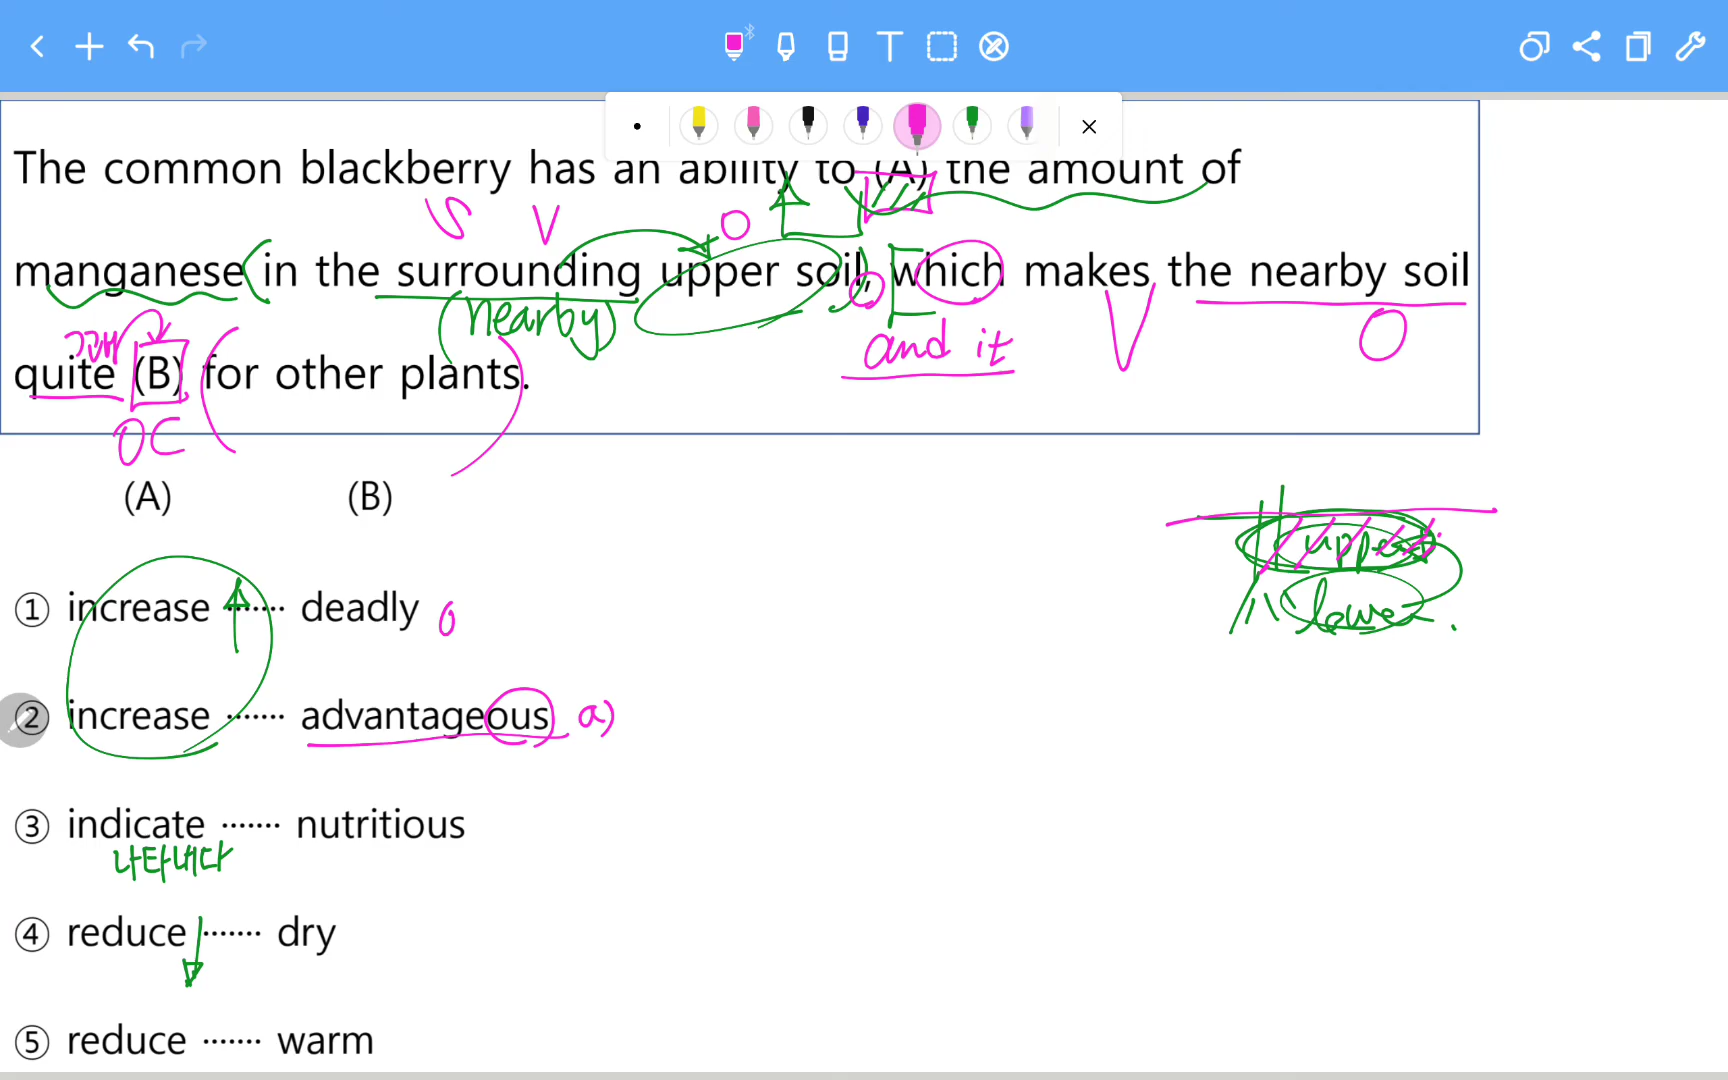 The common blackberry has an ability to (A) the amount of
S V O
manganese in the surrounding upper soil, which makes the nearby soil
nearby and it V O
꽤
quite (B) for other plants.
OC
(A) (B)
upper
① increase ······· deadly O
lower
② increase ······· advantageous a)
③ indicate ······· nutritious
나타내다
④ reduce ······· dry
⑤ reduce ······· warm